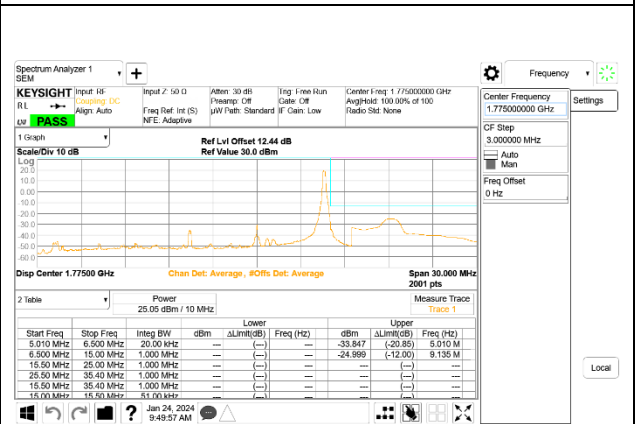 Spectrum Analyzer 1
SEM
Frequency
KEYSIGHT
RL
PASS
Input: RF
Coupling: DC
Align: Auto
Input Z: 50 Ω
Freq Ref: Int (S)
NFE: Adaptive
Atten: 30 dB
Preamp: Off
µW Path: Standard
Trig: Free Run
Gate: Off
IF Gain: Low
Center Freq: 1.775000000 GHz
Avg|Hold: 100.00% of 100
Radio Std: None
Center Frequency
1.775000000 GHz
Settings
CF Step
3.000000 MHz
Auto
Man
Freq Offset
0 Hz
1 Graph
Scale/Div 10 dB
Ref Lvl Offset 12.44 dB
Ref Value 30.0 dBm
Log
20.0
10.0
0.00
-10.0
-20.0
-30.0
-40.0
-50.0
-60.0
Disp Center 1.77500 GHz
Chan Det: Average, #Offs Det: Average
Span 30.000 MHz
2001 pts
2 Table
Power
25.05 dBm / 10 MHz
Measure Trace
Trace 1
Lower Upper
Start Freq Stop Freq Integ BW dBm ΔLimit(dB) Freq (Hz) dBm ΔLimit(dB) Freq (Hz)
5.010 MHz 6.500 MHz 20.00 kHz --- (---) --- -33.847 (-20.85) 5.010 M
6.500 MHz 15.00 MHz 1.000 MHz --- (---) --- -24.999 (-12.00) 9.135 M
15.50 MHz 25.00 MHz 1.000 MHz --- (---) --- --- (---) ---
25.50 MHz 35.40 MHz 1.000 MHz --- (---) --- --- (---) ---
15.50 MHz 35.40 MHz 1.000 MHz --- (---) --- --- (---) ---
15.00 MHz 15.50 MHz 51.00 kHz --- (---) --- --- (---) ---
Local
Jan 24, 2024
9:49:57 AM